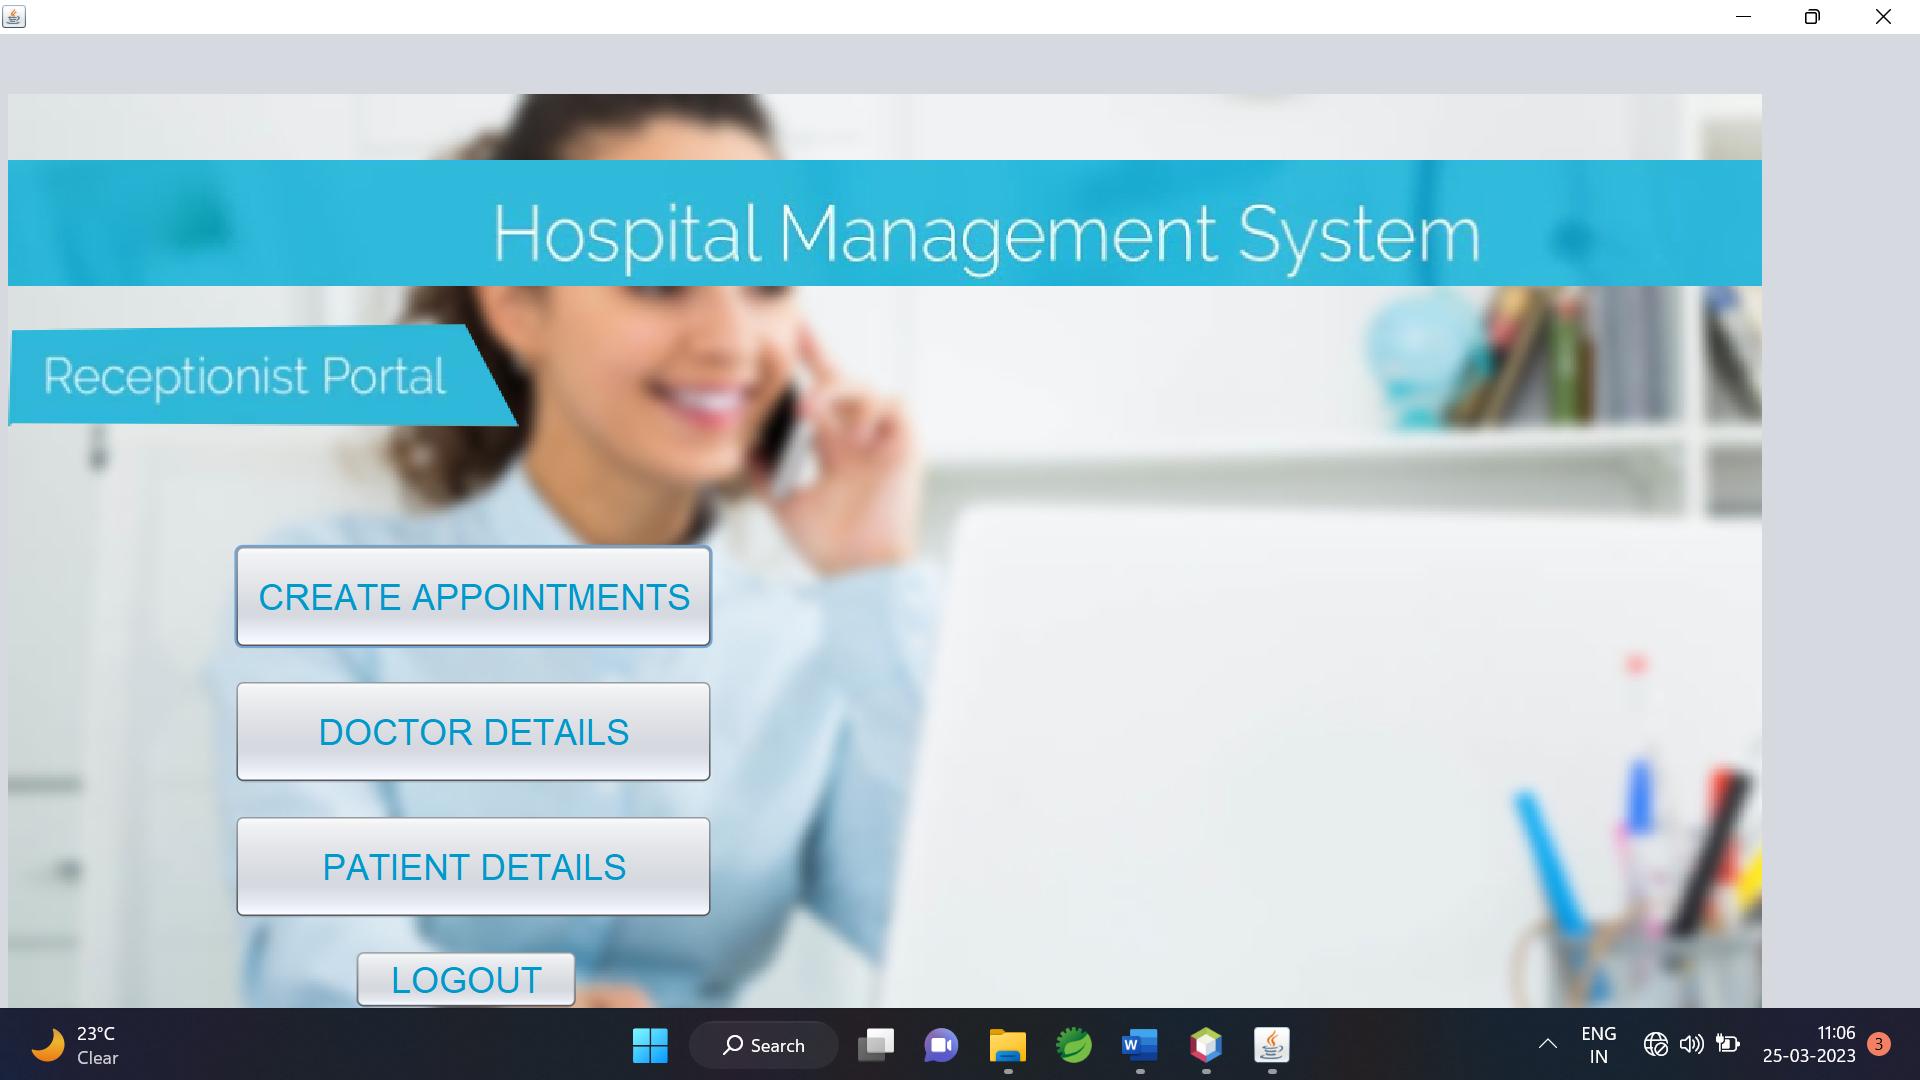 Hospital Management System
Receptionist Portal
CREATE APPOINTMENTS
DOCTOR DETAILS
PATIENT DETAILS
LOGOUT
23°C
Clear
Search
W
ENG
IN
11:06
25-03-2023
3